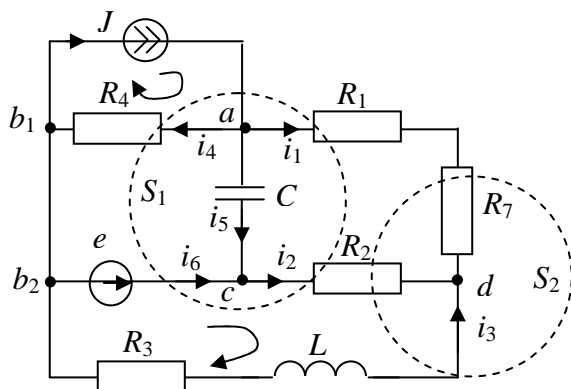 J
R₄
b₁
a
R₁
i₄
i₁
S₁
C
R₇
i₅
e
i₆
i₂
R₂
b₂
c
d
S₂
i₃
R₃
L